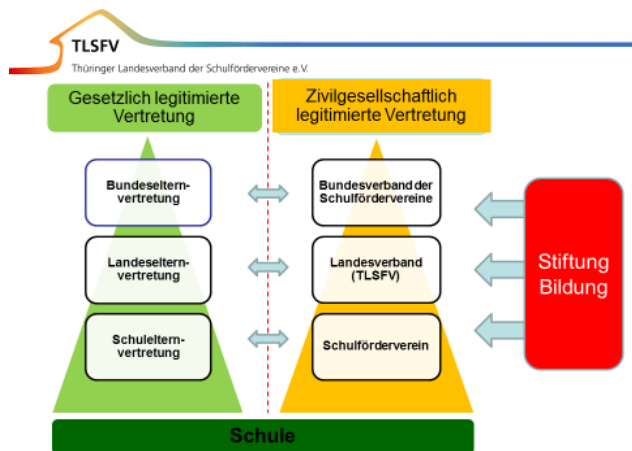 TLSFV
Thüringer Landesverband der Schulfördervereine e.V.
Gesetzlich legitimierte
Vertretung
Zivilgesellschaftlich
legitimierte Vertretung
Bundeseltern-
vertretung
Bundesverband der
Schulfördervereine
Landeseltern-
vertretung
Landesverband
(TLSFV)
Stiftung
Bildung
Schuleltern-
vertretung
Schulförderverein
Schule